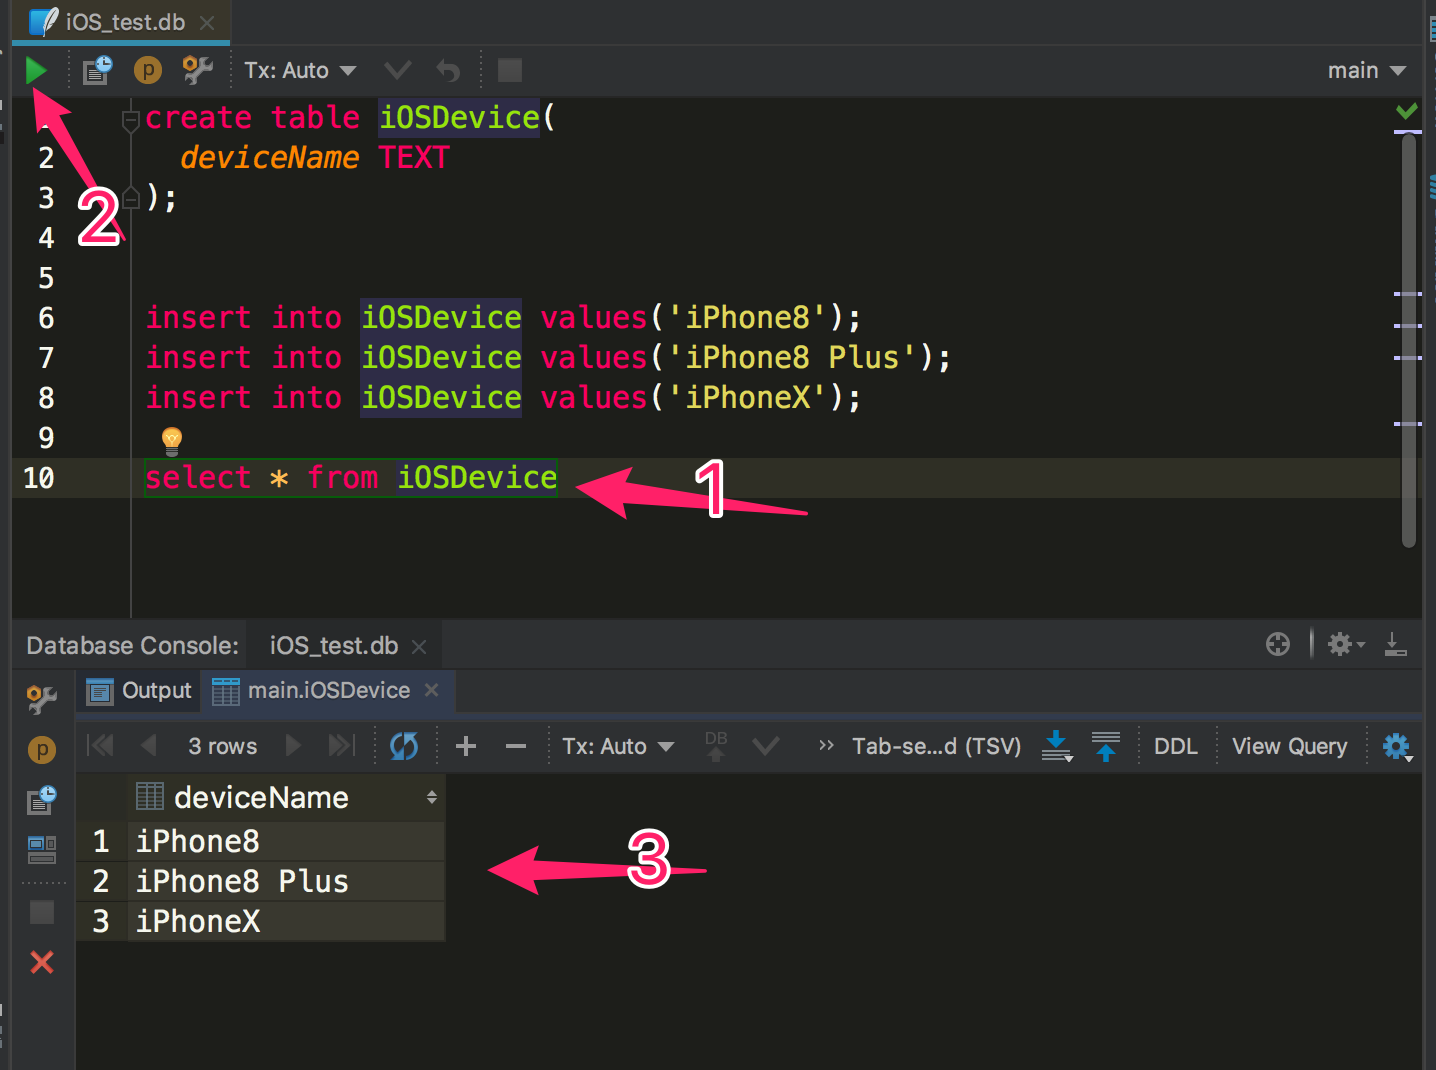 iOS_test.db
p Tx: Auto main
1 create table iOSDevice(
2 deviceName TEXT
3 );
2
4
5
6 insert into iOSDevice values('iPhone8');
7 insert into iOSDevice values('iPhone8 Plus');
8 insert into iOSDevice values('iPhoneX');
9
10 select * from iOSDevice
1
Database Console: iOS_test.db
Output main.iOSDevice
p
3 rows Tx: Auto DB » Tab-se...d (TSV) DDL View Query
deviceName
1 iPhone8
2 iPhone8 Plus
3 iPhoneX
3